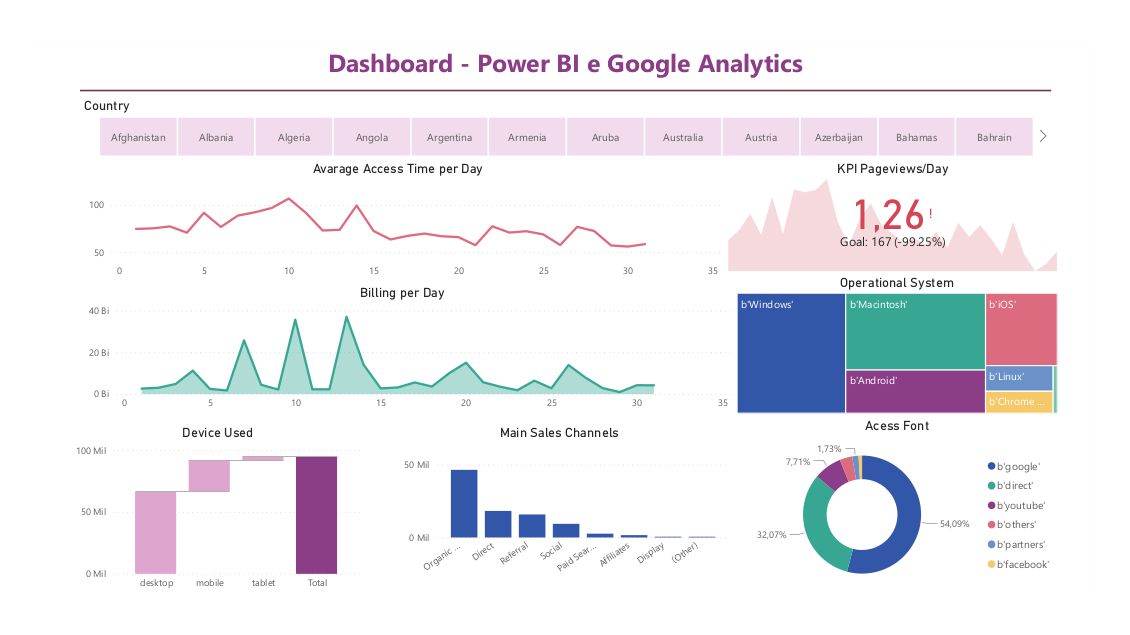 Dashboard - Power BI e Google Analytics
Country
Afghanistan Albania Algeria Angola Argentina Armenia Aruba Australia Austria Azerbaijan Bahamas Bahrain
Avarage Access Time per Day
100
50
0 5 10 15 20 25 30 35
KPI Pageviews/Day
1,26!
Goal: 167 (-99.25%)
Billing per Day
40 Bi
20 Bi
0 Bi
0 5 10 15 20 25 30 35
Operational System
b'Windows'
b'Macintosh'
b'iOS'
b'Android'
b'Linux'
b'Chrome ...
Device Used
100 Mil
50 Mil
0 Mil
desktop mobile tablet Total
Main Sales Channels
50 Mil
0 Mil
Organic ... Direct Referral Social Paid Sear... Affiliates Display (Other)
Acess Font
1,73%
7,71%
32,07%
54,09%
b'google'
b'direct'
b'youtube'
b'others'
b'partners'
b'facebook'